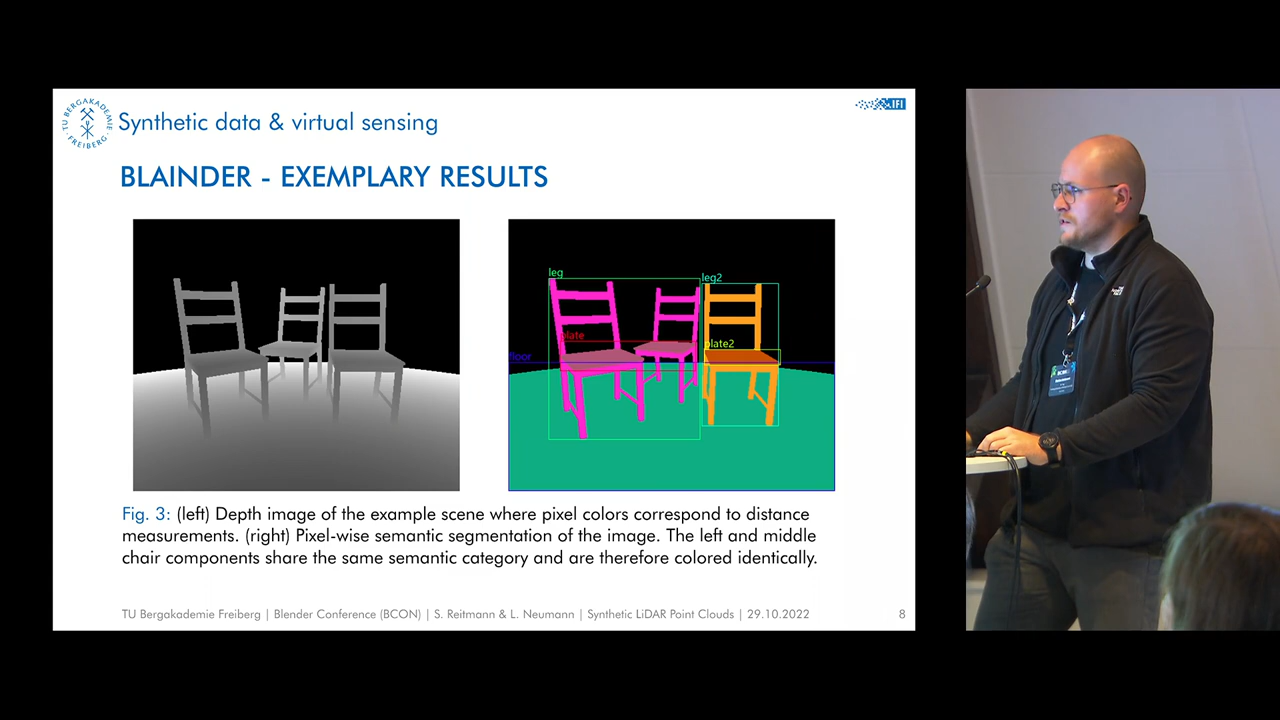 TU BERGAKADEMIE FREIBERG
IFI
Synthetic data & virtual sensing
BLAINDER - EXEMPLARY RESULTS
leg
leg2
plate
plate2
floor
Fig. 3: (left) Depth image of the example scene where pixel colors correspond to distance
measurements. (right) Pixel-wise semantic segmentation of the image. The left and middle
chair components share the same semantic category and are therefore colored identically.
TU Bergakademie Freiberg | Blender Conference (BCON) | S. Reitmann & L. Neumann | Synthetic LiDAR Point Clouds | 29.10.2022
8